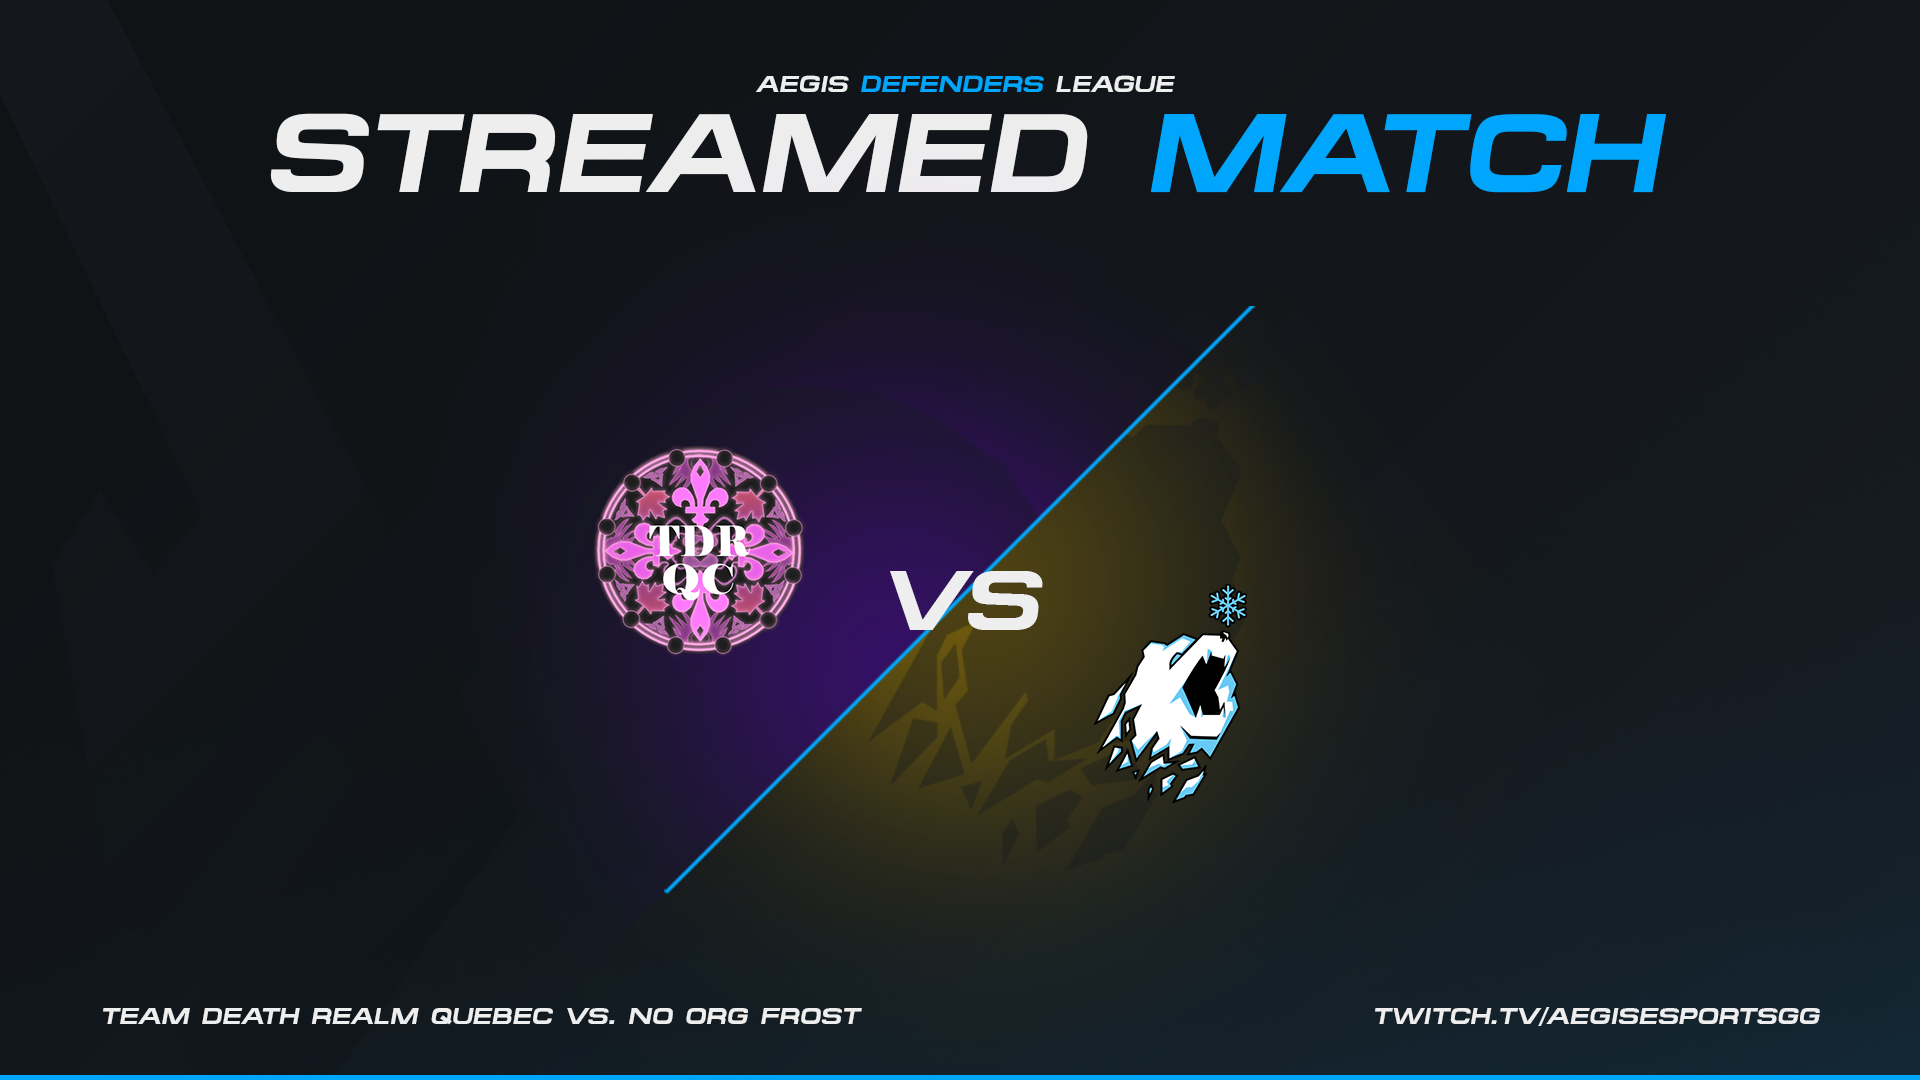 AEGIS DEFENDERS LEAGUE
STREAMED MATCH
TDR
QC
VS
TEAM DEATH REALM QUEBEC VS. NO ORG FROST
TWITCH.TV/AEGISESPORTSGG